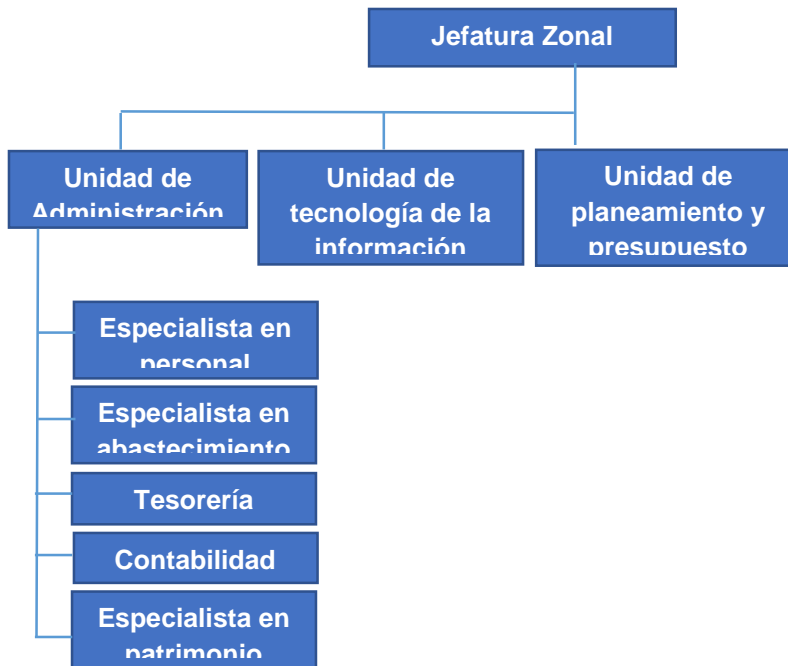 Jefatura Zonal
Unidad de
Administración
Unidad de
tecnología de la
información
Unidad de
planeamiento y
presupuesto
Especialista en
personal
Especialista en
abastecimiento
Tesorería
Contabilidad
Especialista en
patrimonio